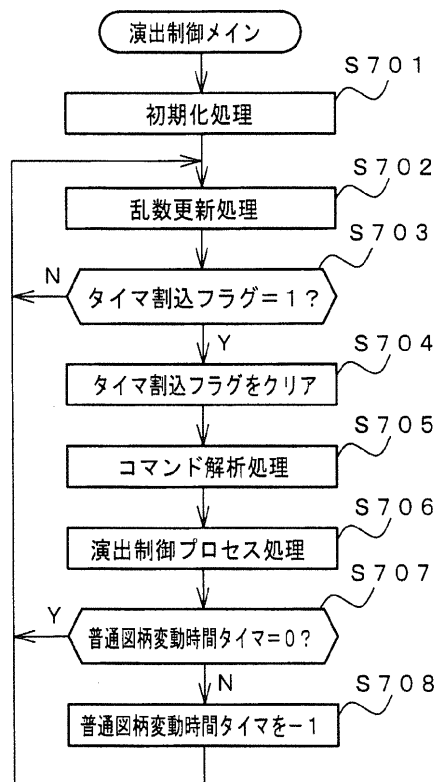 演出制御メイン
S701
初期化処理
S702
乱数更新処理
S703
N
タイマ割込フラグ=1?
Y
S704
タイマ割込フラグをクリア
S705
コマンド解析処理
S706
演出制御プロセス処理
S707
Y
普通図柄変動時間タイマ=0?
N
S708
普通図柄変動時間タイマを-1